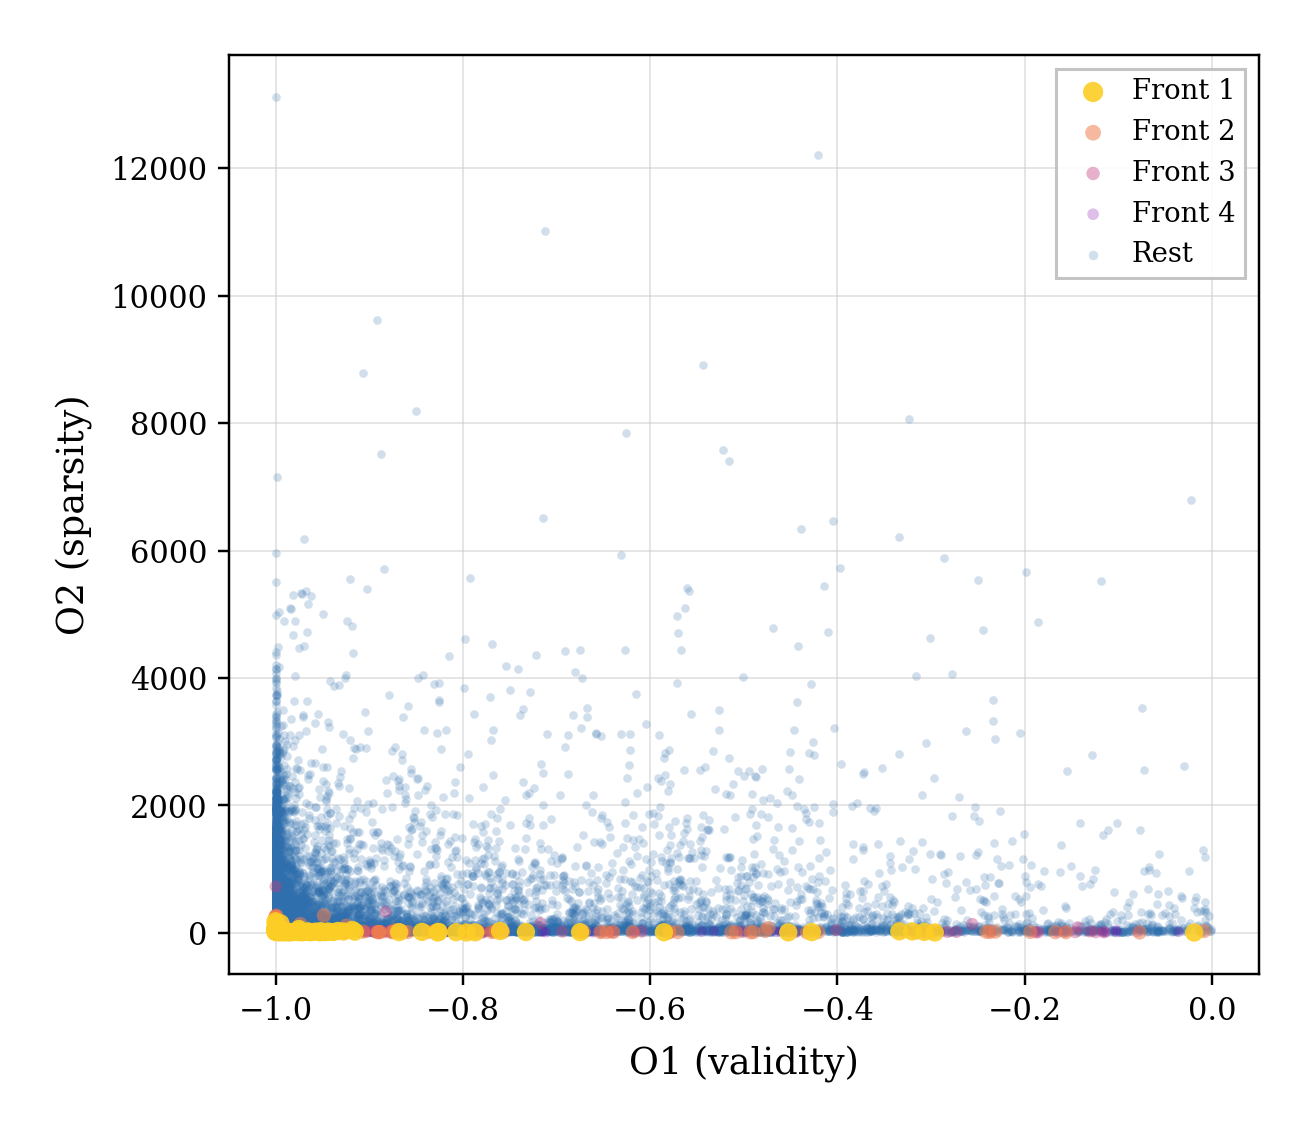 Front 1
Front 2
Front 3
Front 4
Rest
O2 (sparsity)
12000
10000
8000
6000
4000
2000
0
−1.0 −0.8 −0.6 −0.4 −0.2 0.0
O1 (validity)